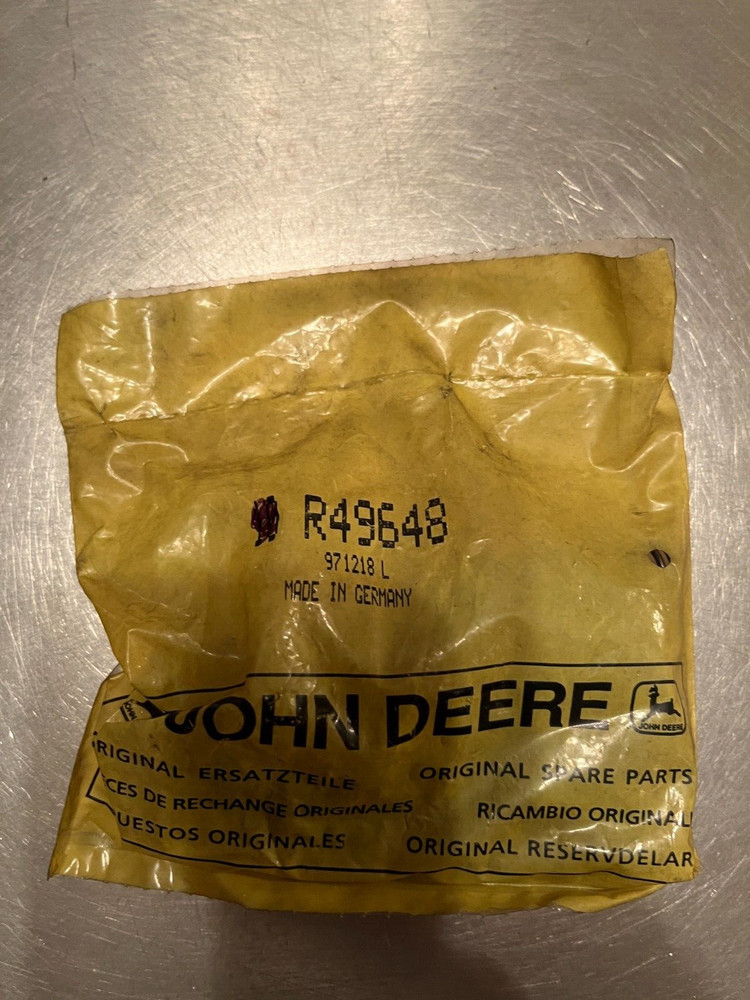 R49648
971218 L
MADE IN GERMANY
JOHN DEERE
JOHN DEERE
RIGINAL ERSATZTEILE
ORIGINAL SPARE PARTS
CES DE RECHANGE ORIGINALES
RICAMBIO ORIGINAL
UESTOS ORIGINALES
ORIGINAL RESERVDELAR